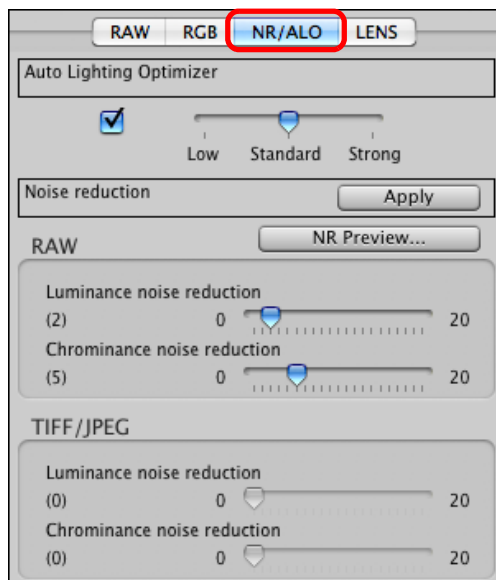 RAW RGB NR/ALO LENS
Auto Lighting Optimizer
Low Standard Strong
Noise reduction Apply
NR Preview...
RAW
Luminance noise reduction
(2) 0 20
Chrominance noise reduction
(5) 0 20
TIFF/JPEG
Luminance noise reduction
(0) 0 20
Chrominance noise reduction
(0) 0 20